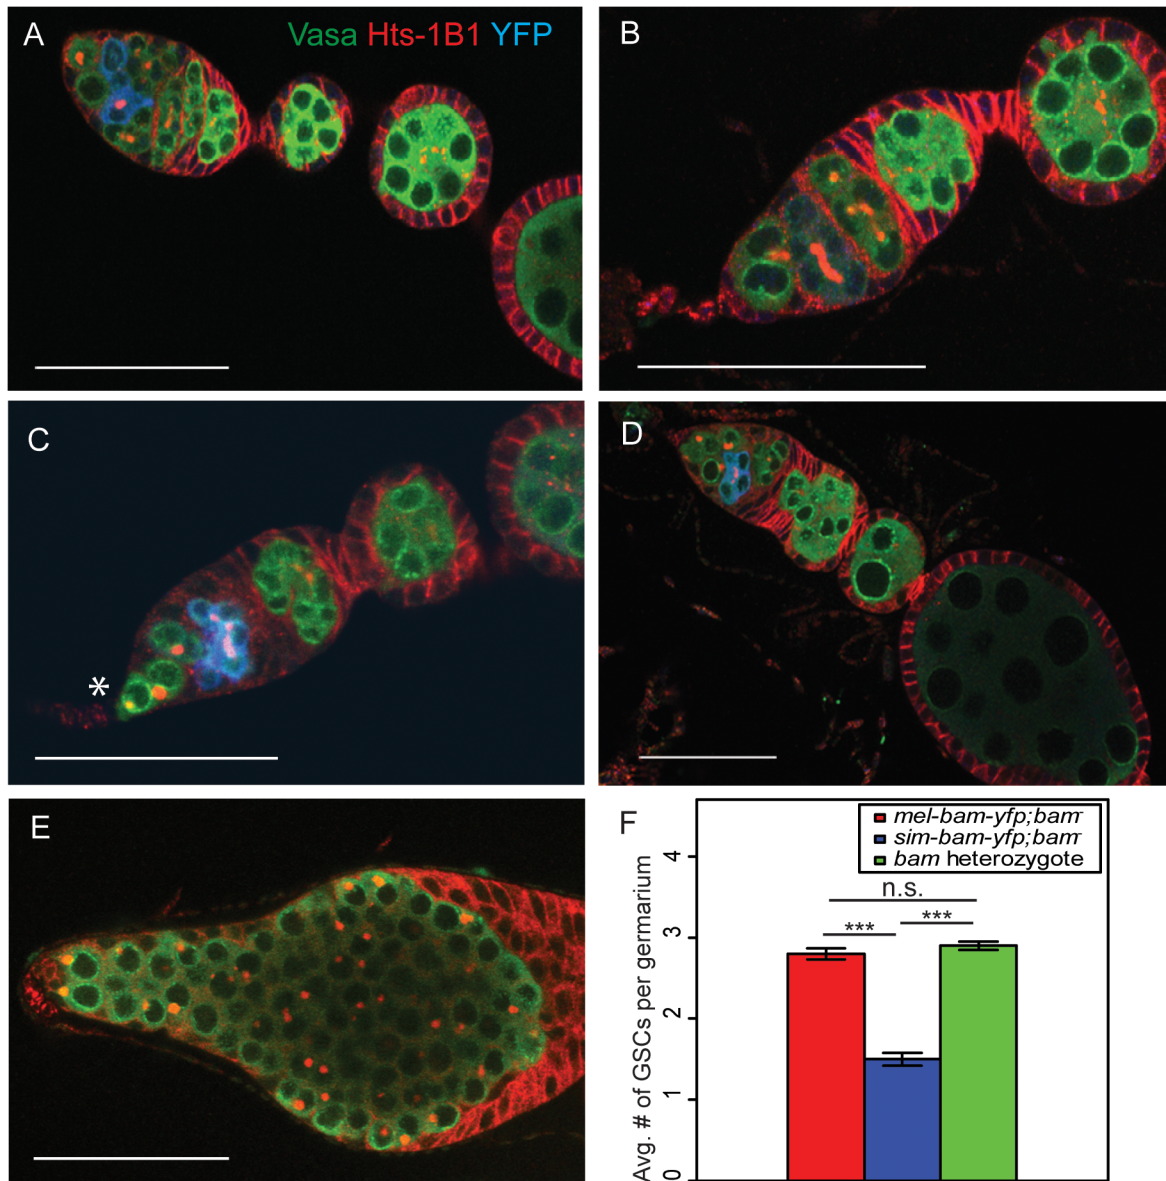 A
Vasa Hts-1B1 YFP
B
C
*
D
E
F
mel-bam-yfp;bam⁻
sim-bam-yfp;bam⁻
bam heterozygote
n.s.
*** ***
Avg. # of GSCs per germarium
4
3
2
1
0